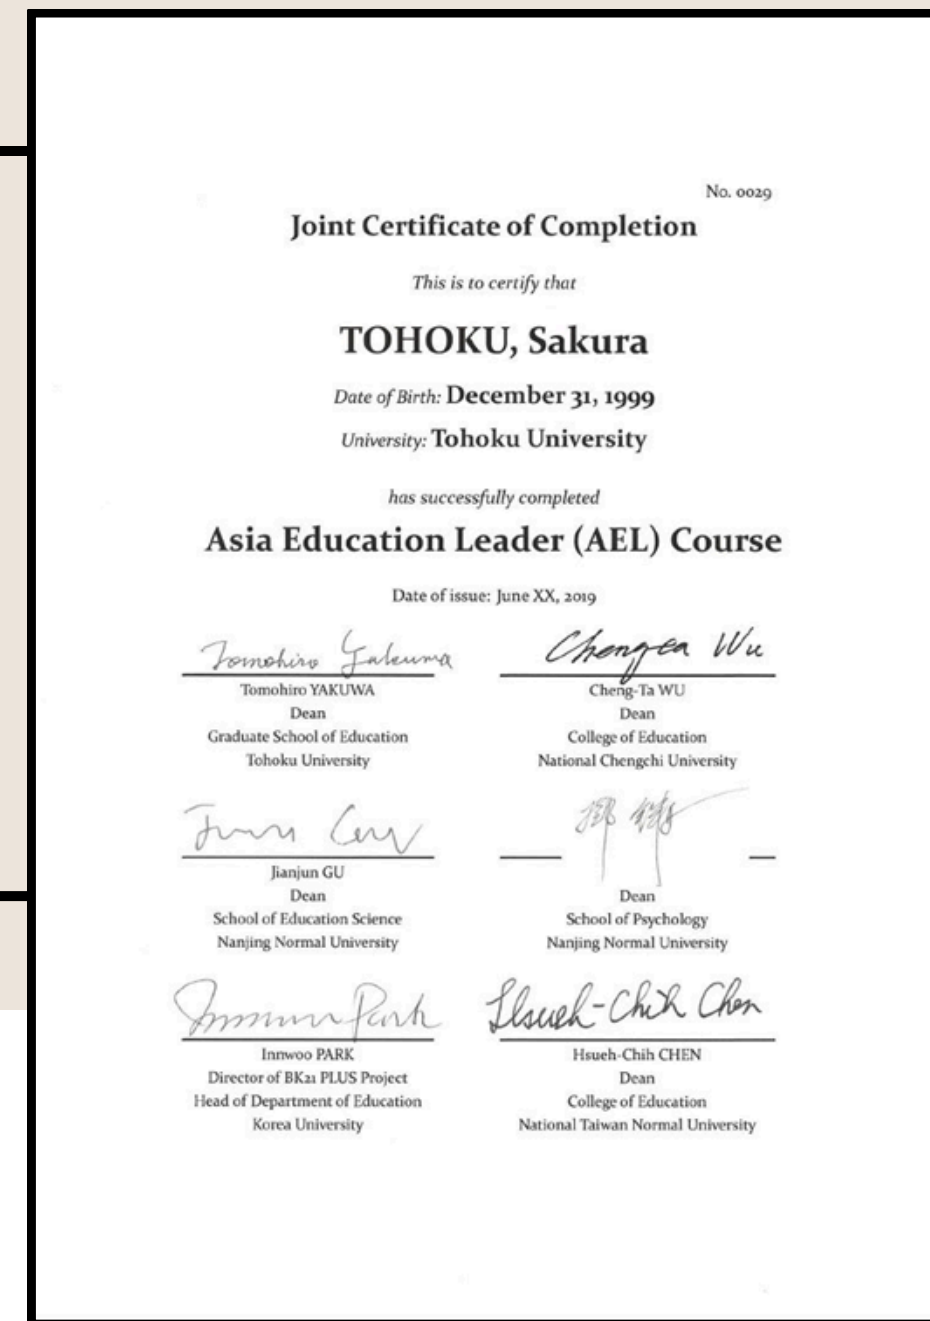 No. 0029
Joint Certificate of Completion
This is to certify that
TOHOKU, Sakura
Date of Birth: December 31, 1999
University: Tohoku University
has successfully completed
Asia Education Leader (AEL) Course
Date of issue: June XX, 2019
Tomohiro Yakuwa
Tomohiro YAKUWA
Dean
Graduate School of Education
Tohoku University
Chengta Wu
Cheng-Ta WU
Dean
College of Education
National Chengchi University
Jianjun GU
Dean
School of Education Science
Nanjing Normal University
Dean
School of Psychology
Nanjing Normal University
Innwoo Park
Innwoo PARK
Director of BK21 PLUS Project
Head of Department of Education
Korea University
Hsueh-Chih Chen
Hsueh-Chih CHEN
Dean
College of Education
National Taiwan Normal University